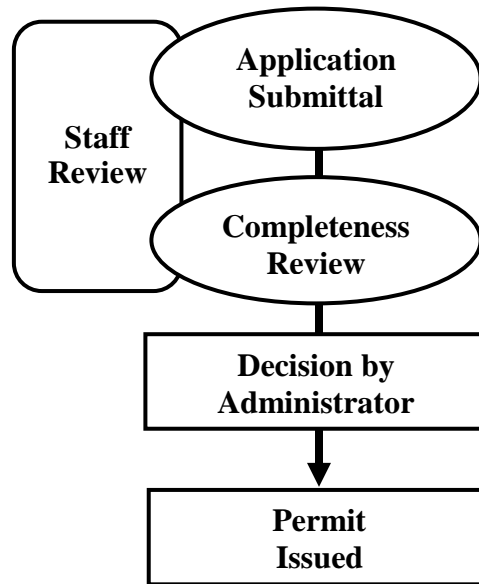 Application
Submittal
Staff
Review
Completeness
Review
Decision by
Administrator
Permit
Issued